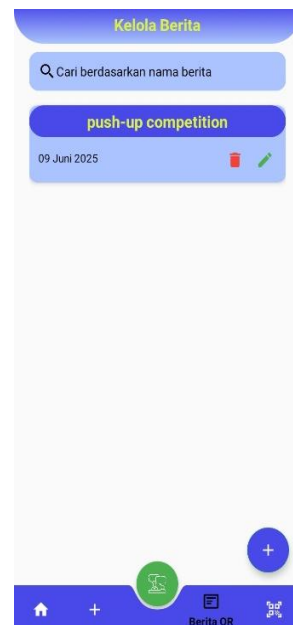 Kelola Berita
Cari berdasarkan nama berita
push-up competition
09 Juni 2025
Berita QR